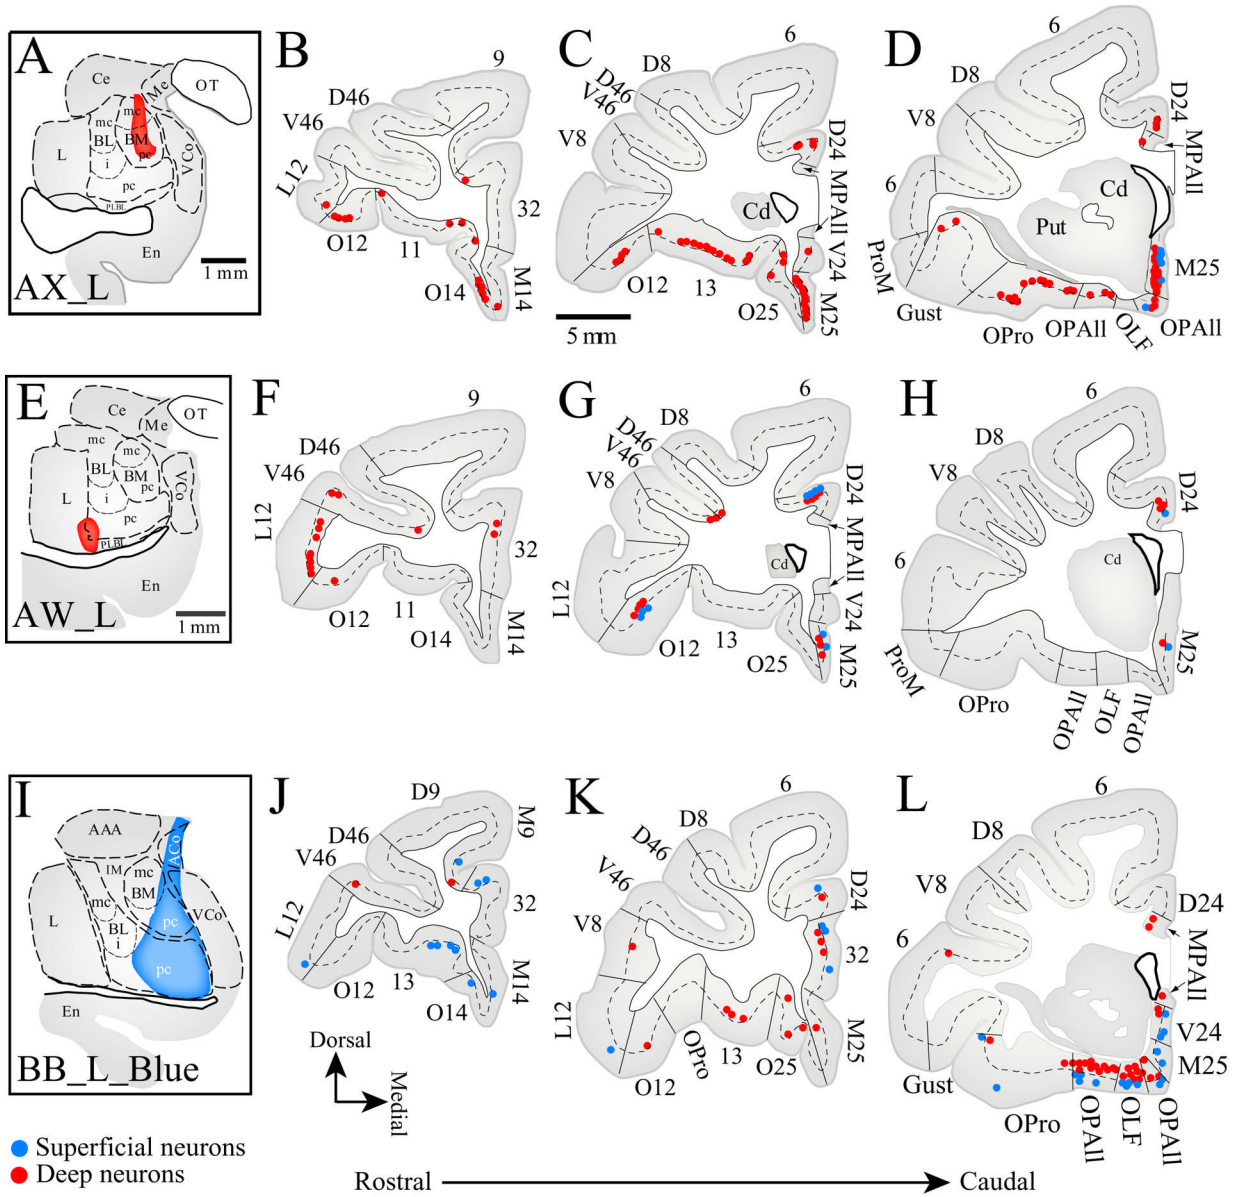 A
Ce
Me
OT
mc
mc
BL
BM
L
i
pc
VCo
pc
PLBL
En
AX_L
1 mm
B
9
D46
V46
L12
32
O12
11
O14
M14
C
6
D8
D46
V46
V8
D24
MPAll
Cd
V24
O12
13
O25
M25
5 mm
D
6
D8
V8
D24
MPAll
6
Cd
Put
ProM
M25
Gust
OPro
OPAll
OLF
OPAll
E
Ce
Me
OT
mc
mc
BL
BM
L
i
pc
VCo
pc
PLBL
En
AW_L
1 mm
F
9
D46
V46
L12
32
O12
11
O14
M14
G
6
D8
D46
V46
V8
D24
MPAll
Cd
L12
V24
O12
13
O25
M25
H
6
D8
V8
D24
6
Cd
ProM
M25
OPro
OPAll
OLF
OPAll
I
AAA
ACo
IM
mc
BM
mc
L
BL
i
pc
VCo
pc
En
BB_L_Blue
J
D9
M9
D46
V46
L12
32
O12
13
O14
M14
K
6
D8
D46
V46
V8
D24
32
L12
O12
OPro
13
O25
M25
L
6
D8
V8
D24
6
MPAll
V24
M25
Gust
OPro
OPAll
OLF
OPAll
Dorsal
Medial
Superficial neurons
Deep neurons
Rostral
Caudal